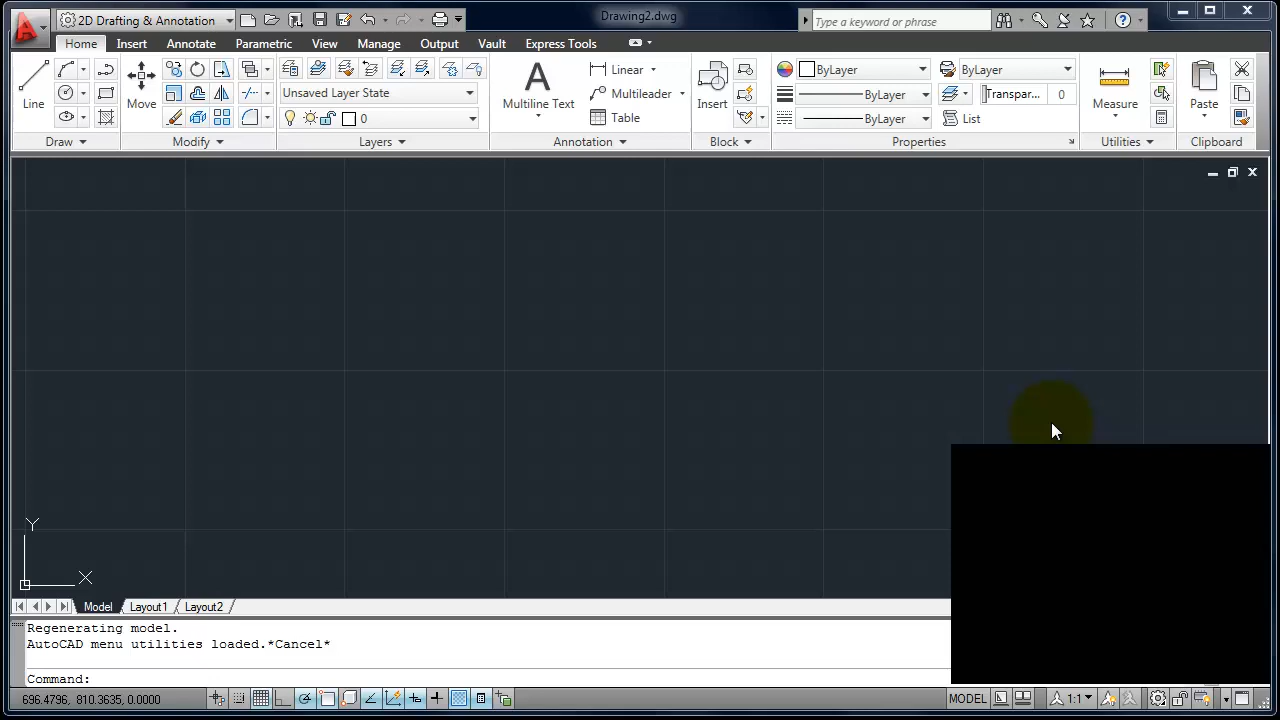 2D Drafting & Annotation
Drawing2.dwg
Type a keyword or phrase
Home Insert Annotate Parametric View Manage Output Vault Express Tools
Line
Move
Unsaved Layer State
0
A
Multiline Text
Linear
Multileader
Table
Insert
ByLayer
ByLayer
ByLayer
ByLayer
Transpar... 0
List
Measure
Paste
Draw Modify Layers Annotation Block Properties Utilities Clipboard
Y
X
Model Layout1 Layout2
Regenerating model.
AutoCAD menu utilities loaded.*Cancel*
Command:
696.4796, 810.3635, 0.0000
MODEL
1:1